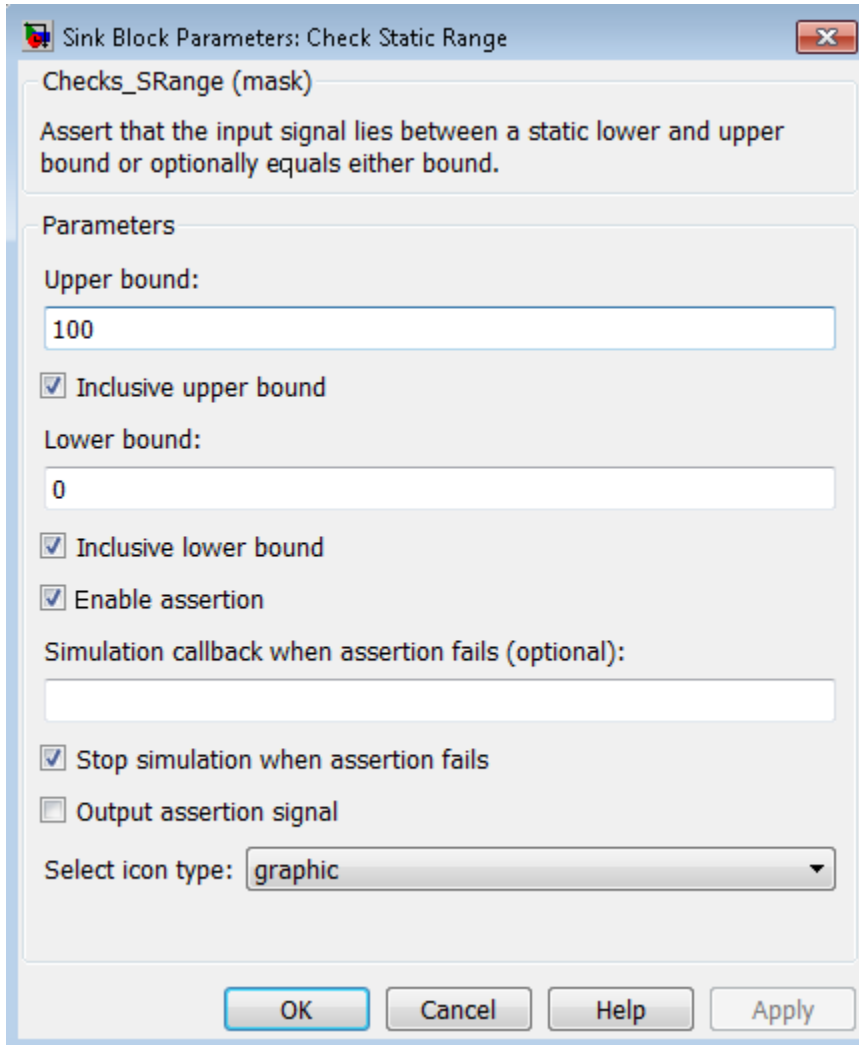 Sink Block Parameters: Check Static Range
Checks_SRange (mask)
Assert that the input signal lies between a static lower and upper
bound or optionally equals either bound.
Parameters
Upper bound:
100
Inclusive upper bound
Lower bound:
0
Inclusive lower bound
Enable assertion
Simulation callback when assertion fails (optional):
Stop simulation when assertion fails
Output assertion signal
Select icon type: graphic
OK Cancel Help Apply